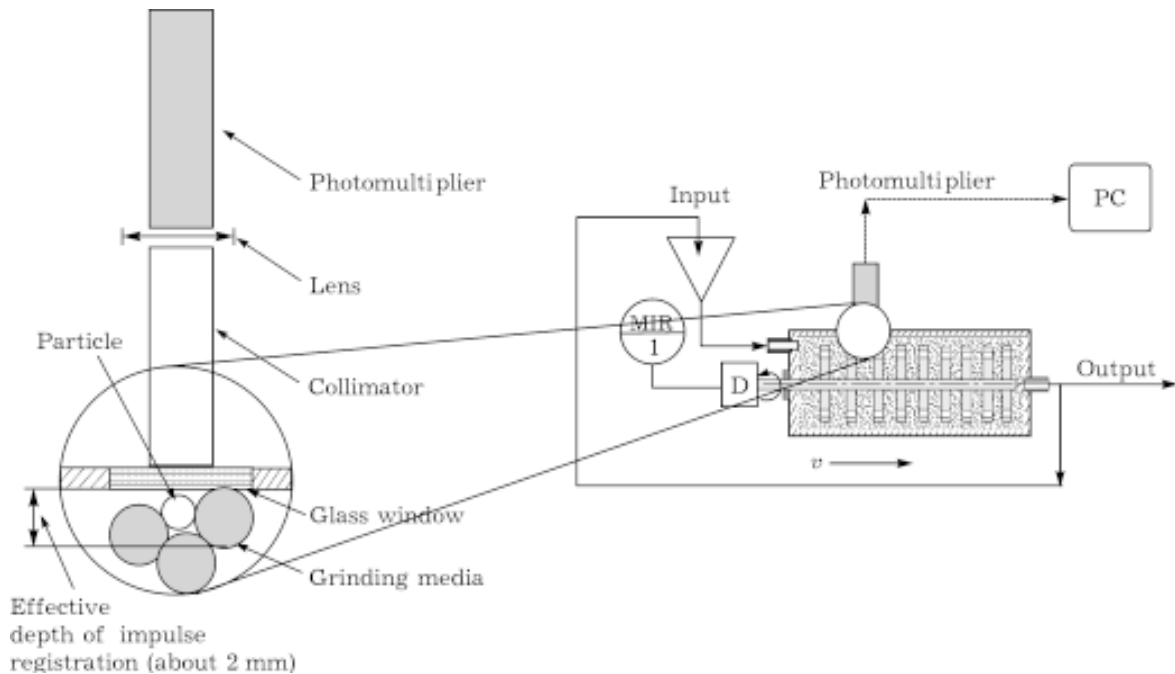 Photomultiplier
Lens
Particle
Collimator
Glass window
Grinding media
Effective
depth of impulse
registration (about 2 mm)
Input
Photomultiplier
PC
MIR
1
D
Output
v